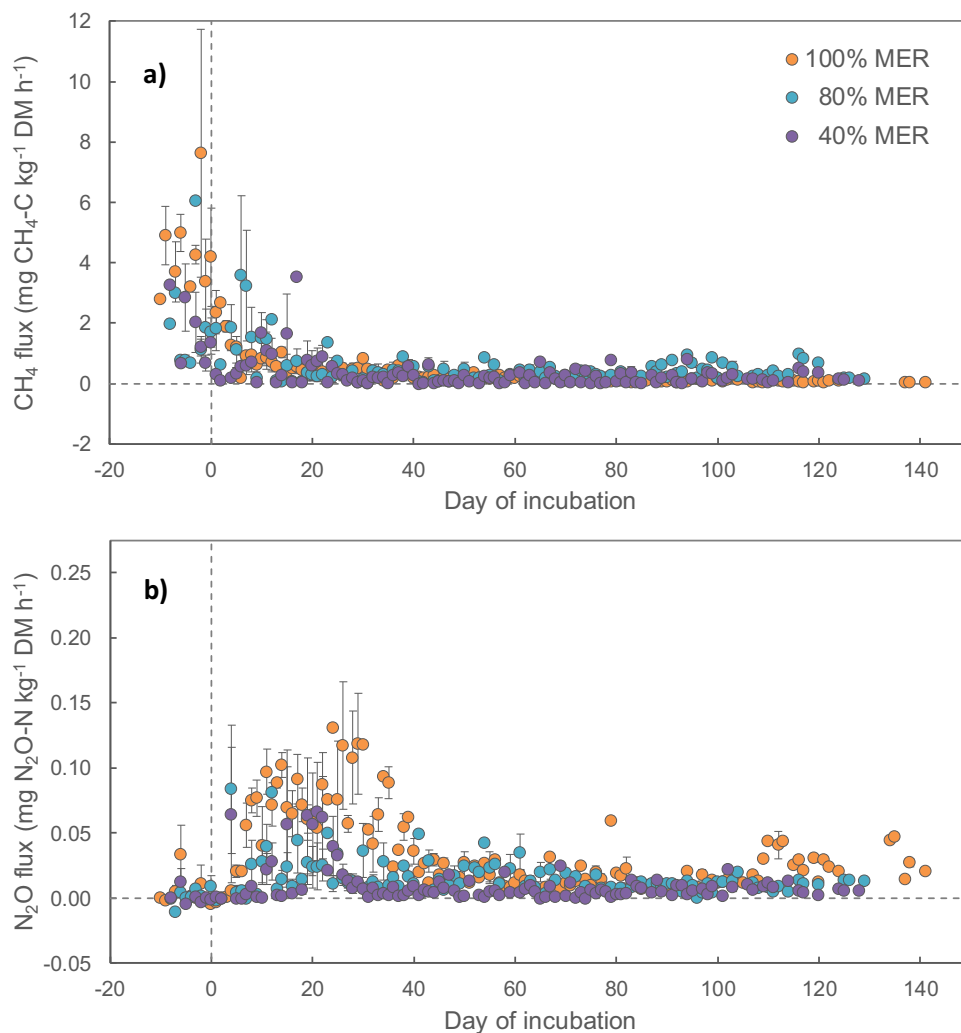 a)
100% MER
80% MER
40% MER
CH₄ flux (mg CH₄-C kg⁻¹ DM h⁻¹)
12
10
8
6
4
2
0
-2
-20 0 20 40 60 80 100 120 140
Day of incubation
b)
N₂O flux (mg N₂O-N kg⁻¹ DM h⁻¹)
0.25
0.20
0.15
0.10
0.05
0.00
-0.05
-20 0 20 40 60 80 100 120 140
Day of incubation